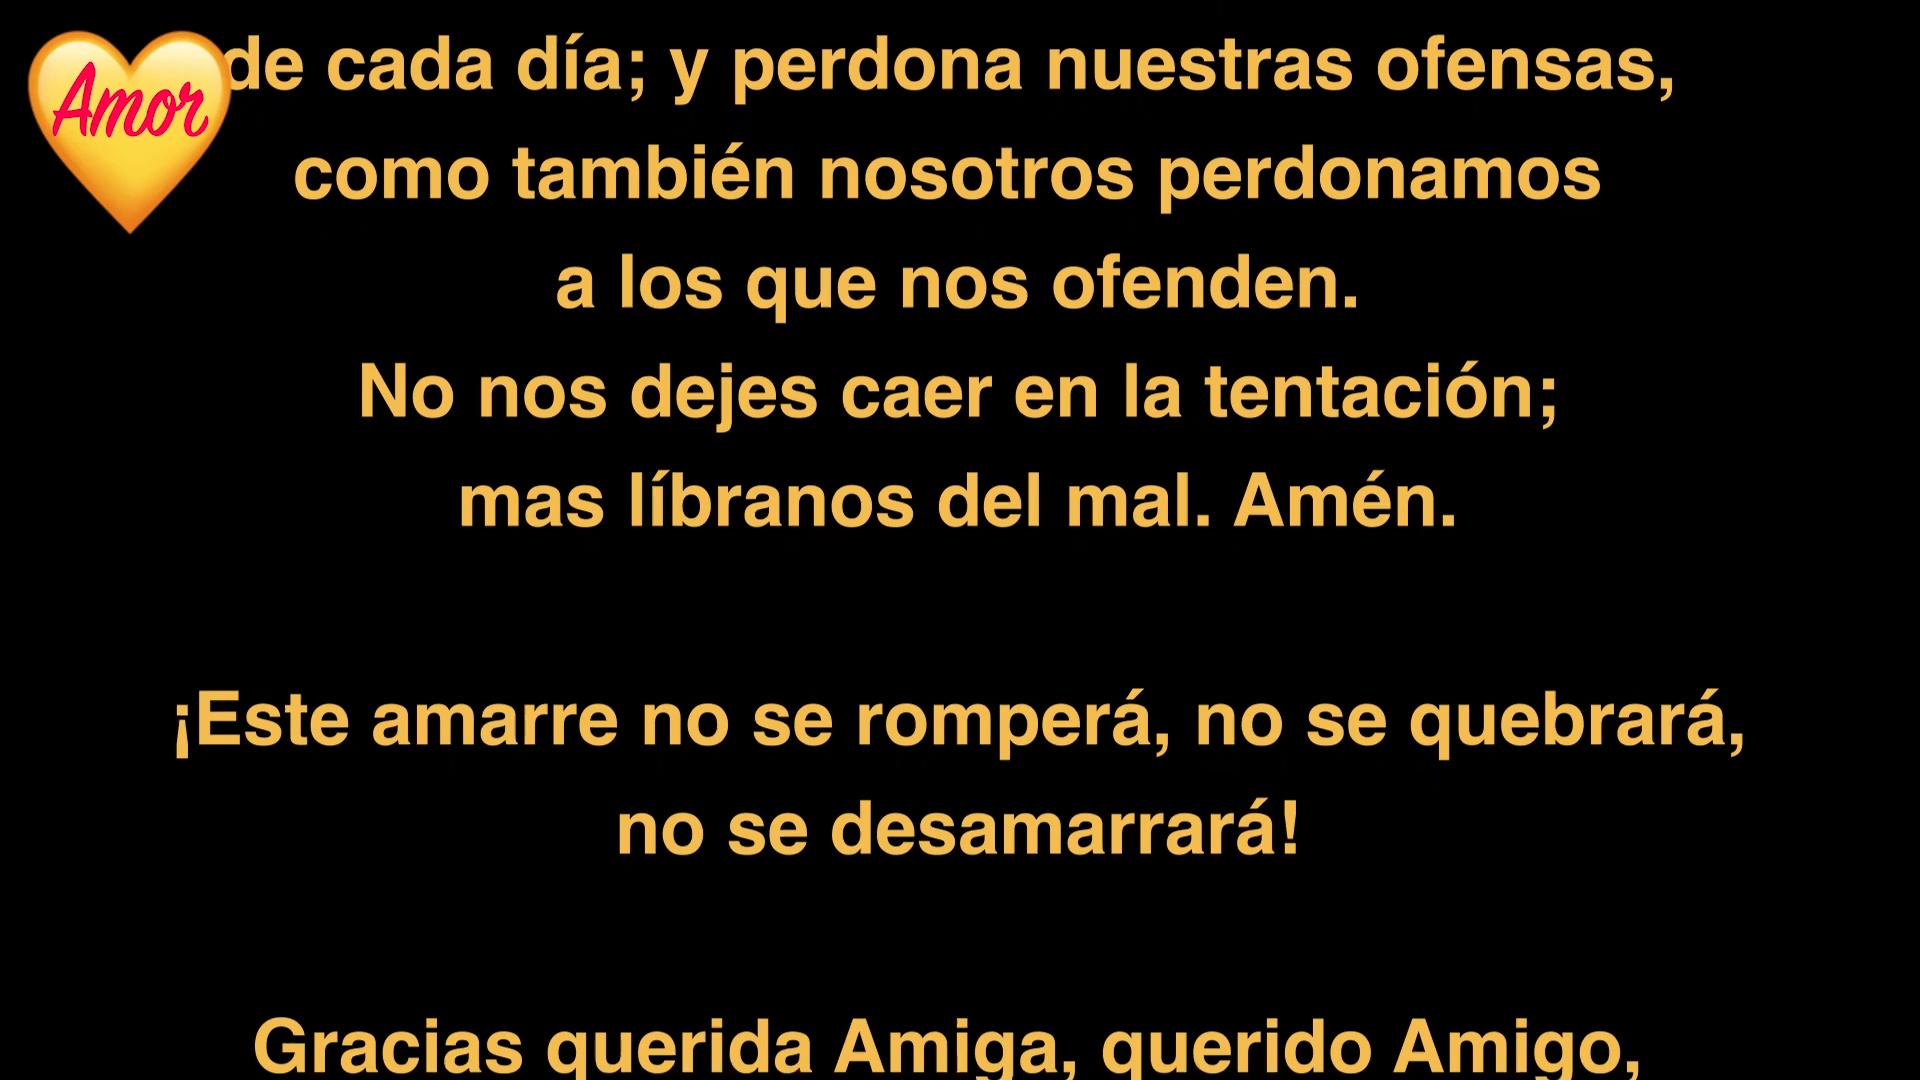 Amor
de cada día; y perdona nuestras ofensas,
como también nosotros perdonamos
a los que nos ofenden.
No nos dejes caer en la tentación;
mas líbranos del mal. Amén.
¡Este amarre no se romperá, no se quebrará,
no se desamarrará!
Gracias querida Amiga, querido Amigo,